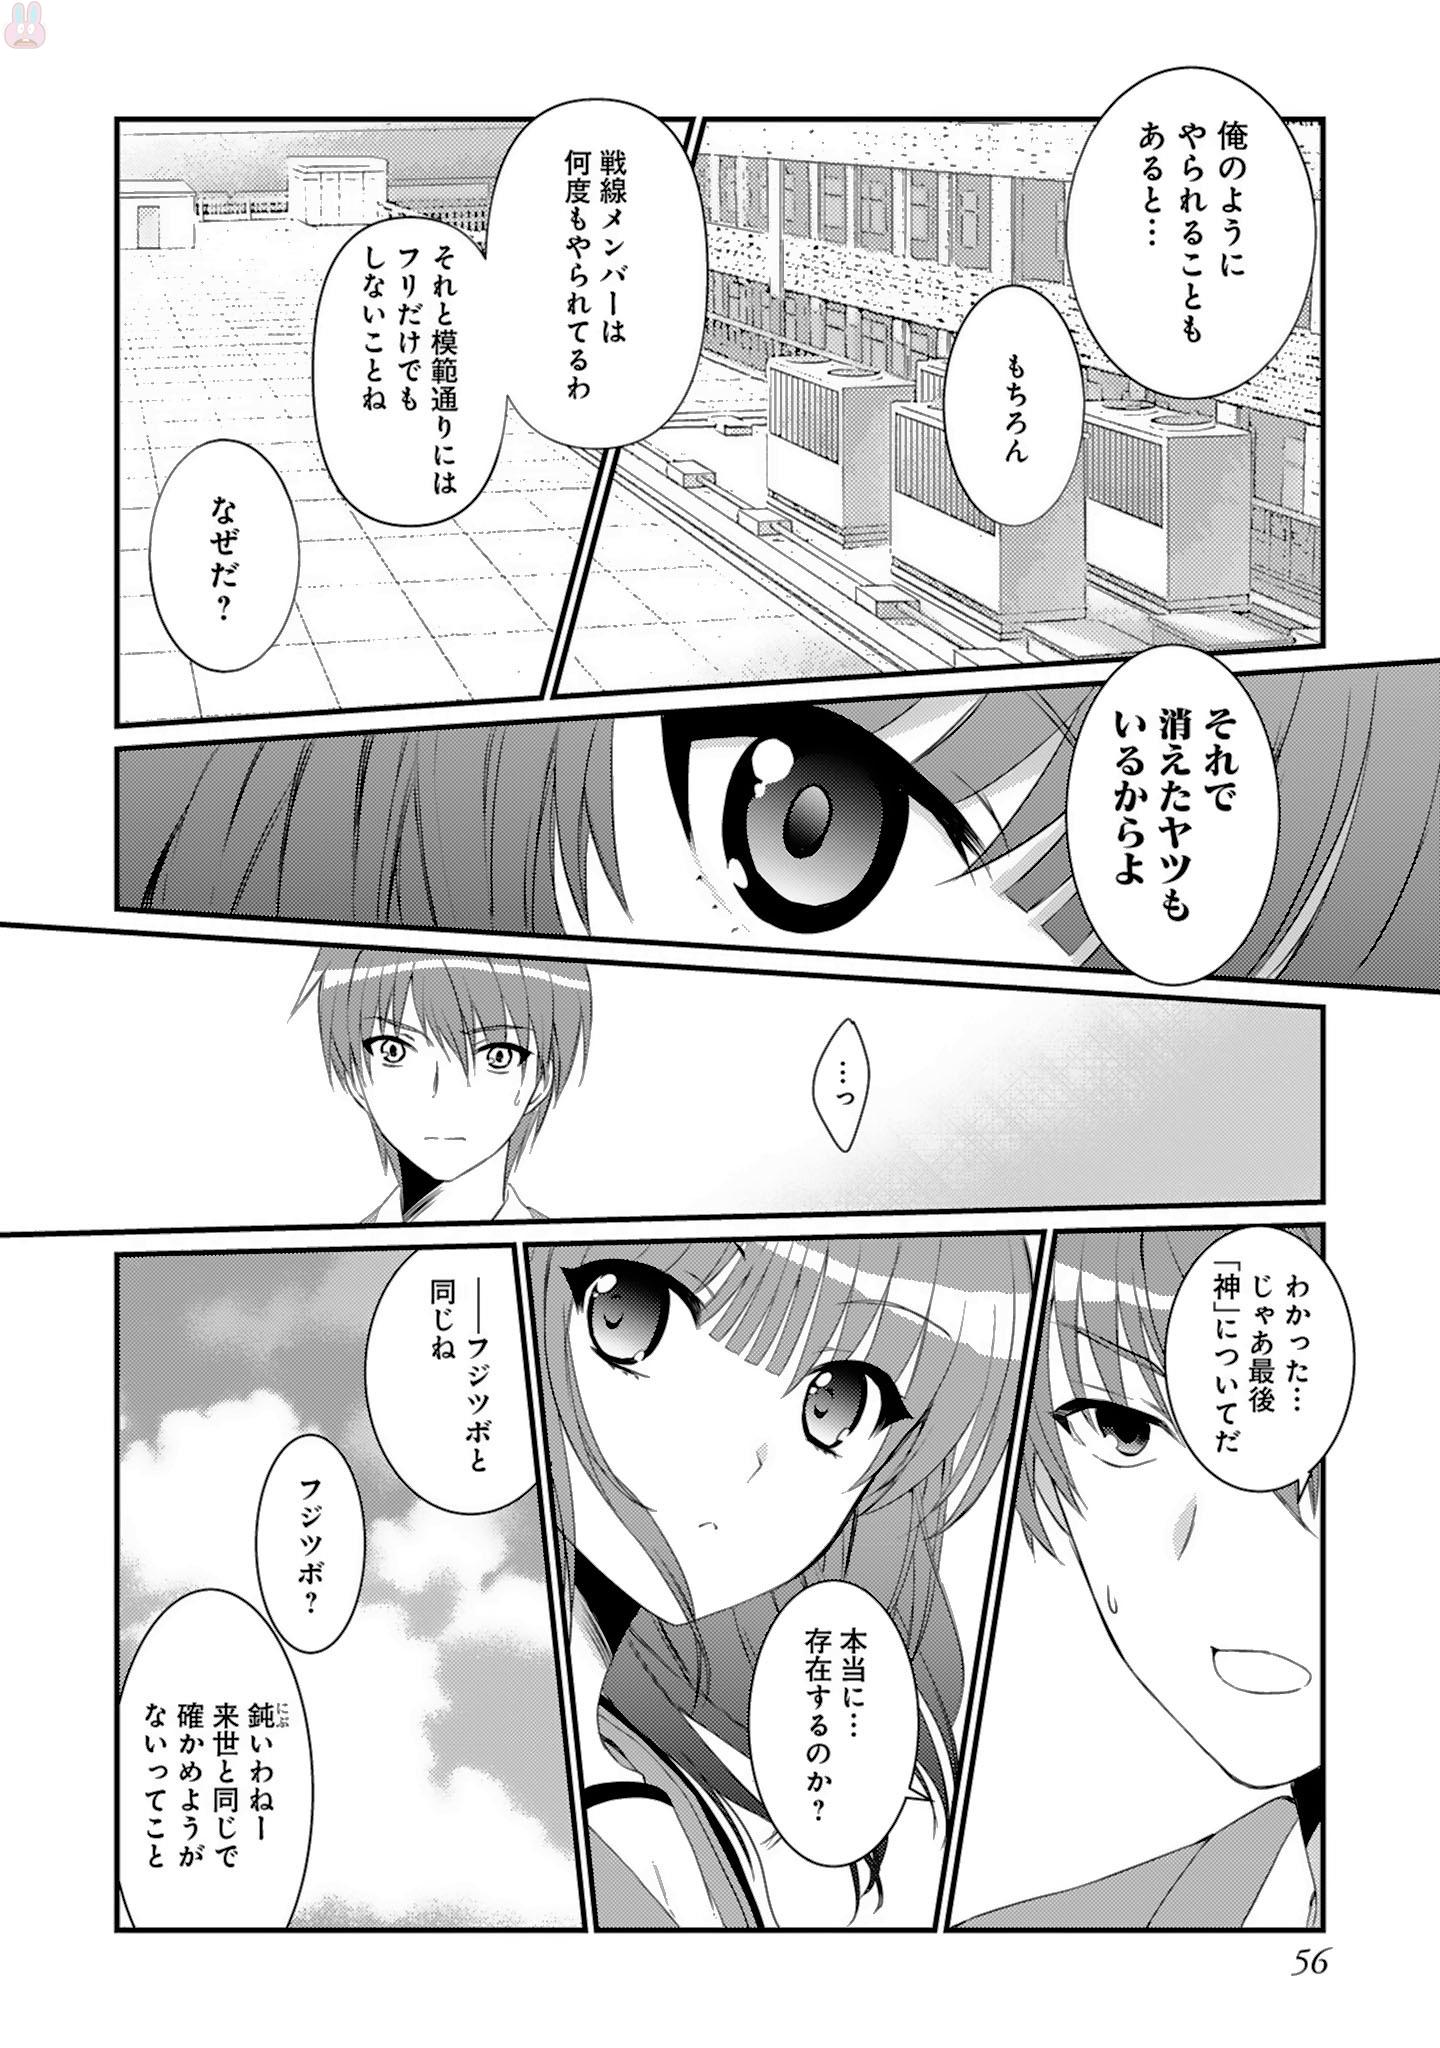 俺のように
やられることも
あると…
もちろん
戦線メンバーは
何度もやられてるわ
それと模範通りには
フリだけでも
しないことね
なぜだ？
それで
消えたヤツも
いるからよ
…っ
わかった…
じゃあ最後
「神」についてだ
本当に…
存在するのか？
──フジツボと
同じね
フジツボ？
鈍いわねー
にぶ
来世と同じで
確かめようが
ないってこと
56